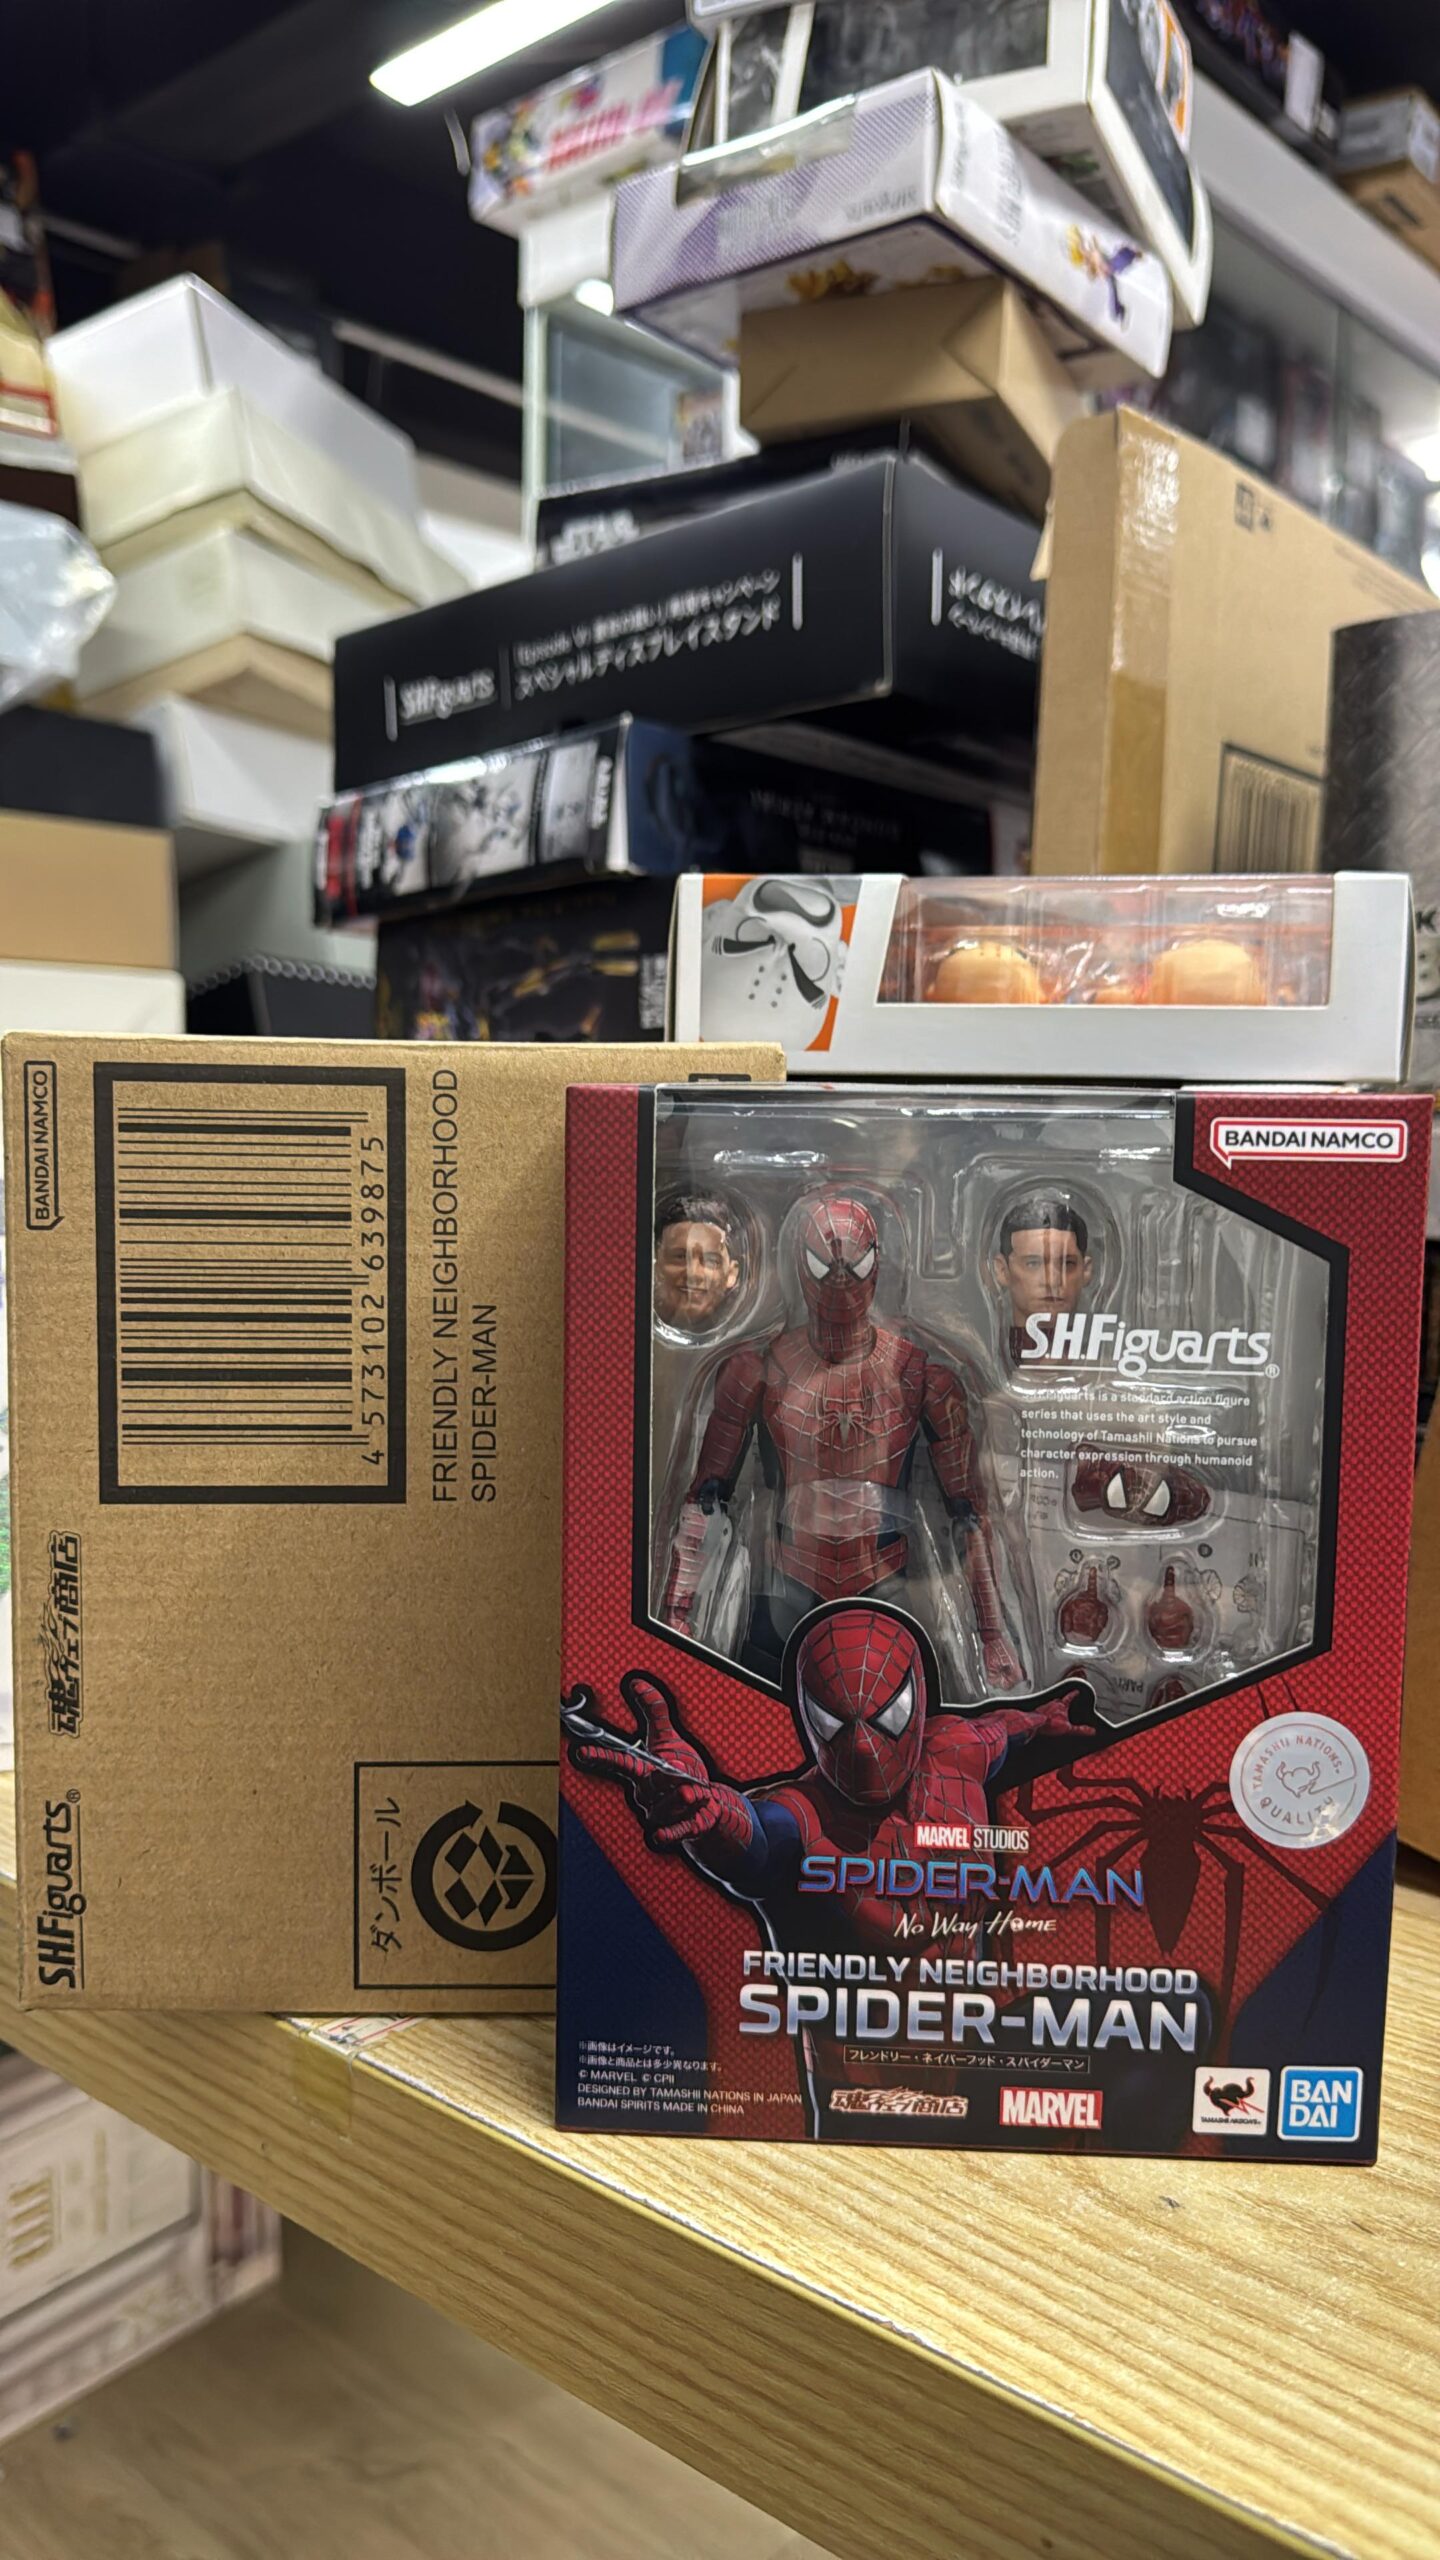 S.H.Figuarts
スペシャルディスプレイスタンド
BANDAI NAMCO
4 573102 639875
FRIENDLY NEIGHBORHOOD
SPIDER-MAN
魂ウェブ商店
S.H.Figuarts®
ダンボール
BANDAI NAMCO
S.H.Figuarts®
S.H.Figuarts is a standard action figure
series that uses the art style and
technology of Tamashii Nations to pursue
character expression through humanoid
action.
TAMASHII NATIONS
QUALITY
MARVEL STUDIOS
SPIDER-MAN
No Way Home
FRIENDLY NEIGHBORHOOD
SPIDER-MAN
フレンドリー・ネイバーフッド・スパイダーマン
※画像はイメージです。
※画像と商品とは多少異なります。
© MARVEL © CPII
DESIGNED BY TAMASHII NATIONS IN JAPAN
BANDAI SPIRITS MADE IN CHINA
魂ウェブ商店
MARVEL
TAMASHII NATIONS
BAN
DAI